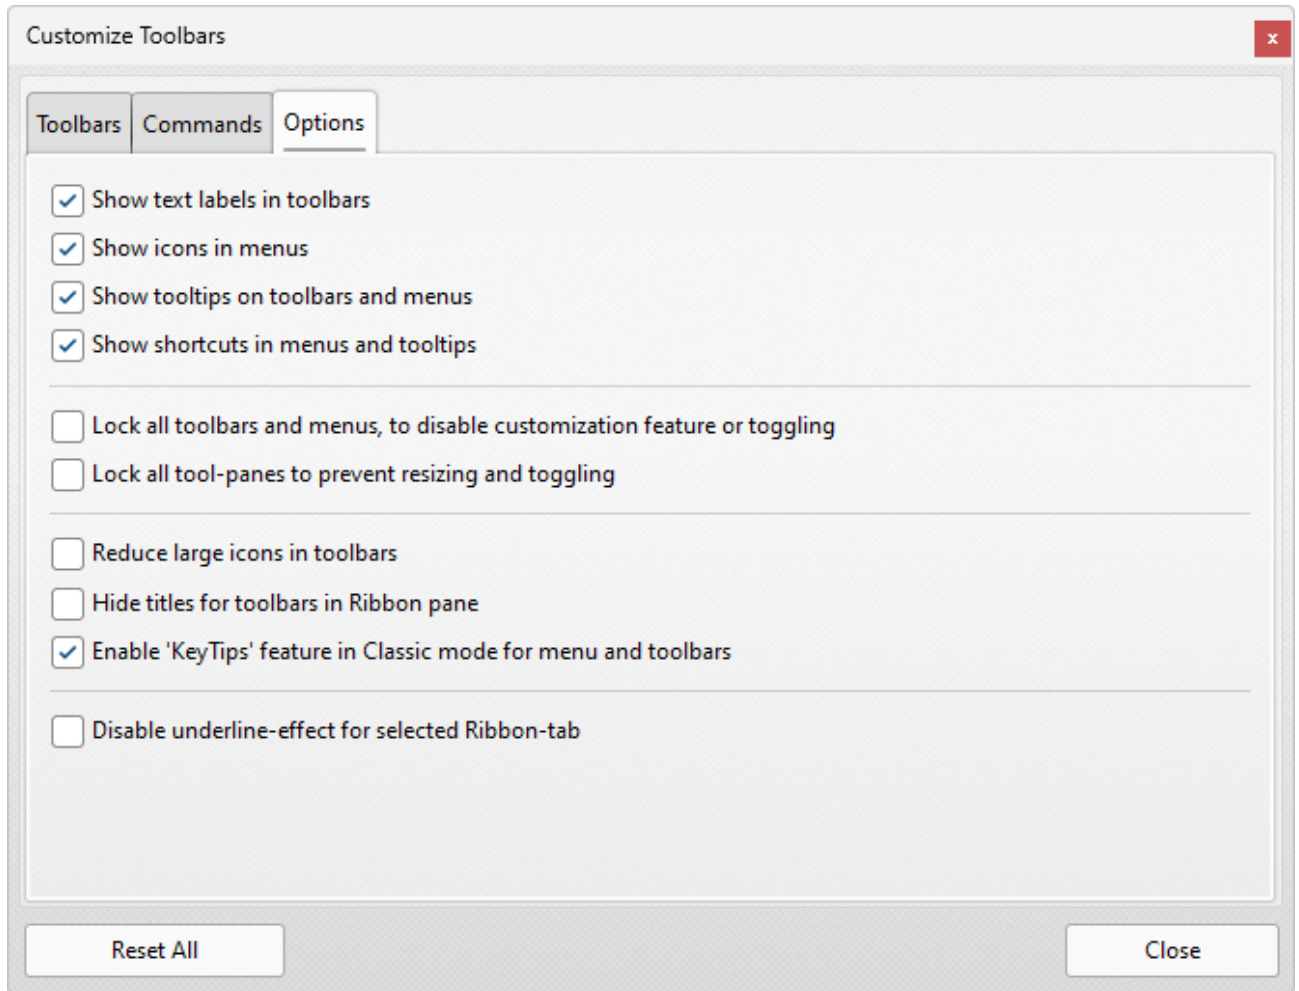 Customize Toolbars
x
Toolbars Commands Options
Show text labels in toolbars
Show icons in menus
Show tooltips on toolbars and menus
Show shortcuts in menus and tooltips
Lock all toolbars and menus, to disable customization feature or toggling
Lock all tool-panes to prevent resizing and toggling
Reduce large icons in toolbars
Hide titles for toolbars in Ribbon pane
Enable 'KeyTips' feature in Classic mode for menu and toolbars
Disable underline-effect for selected Ribbon-tab
Reset All Close